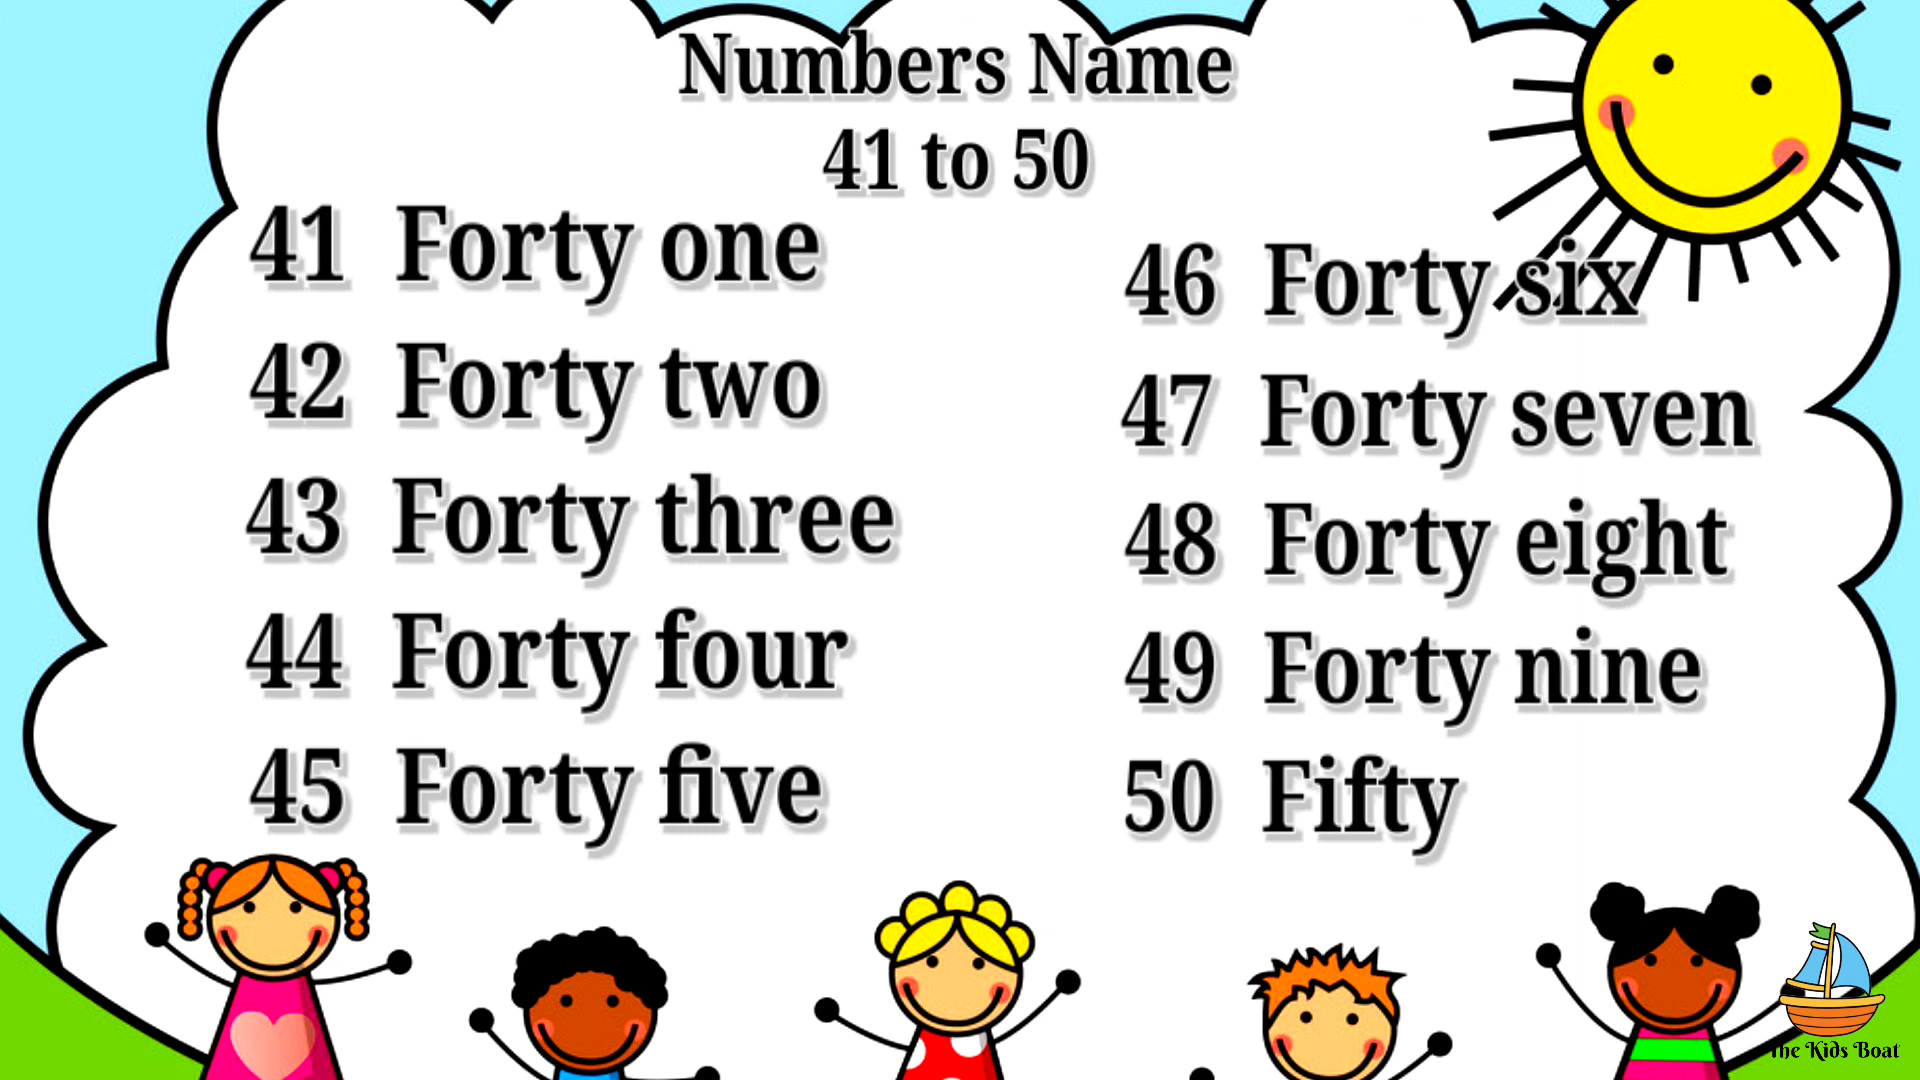 Numbers Name
41 to 50
41 Forty one
42 Forty two
43 Forty three
44 Forty four
45 Forty five
46 Forty six
47 Forty seven
48 Forty eight
49 Forty nine
50 Fifty
The Kids Boat